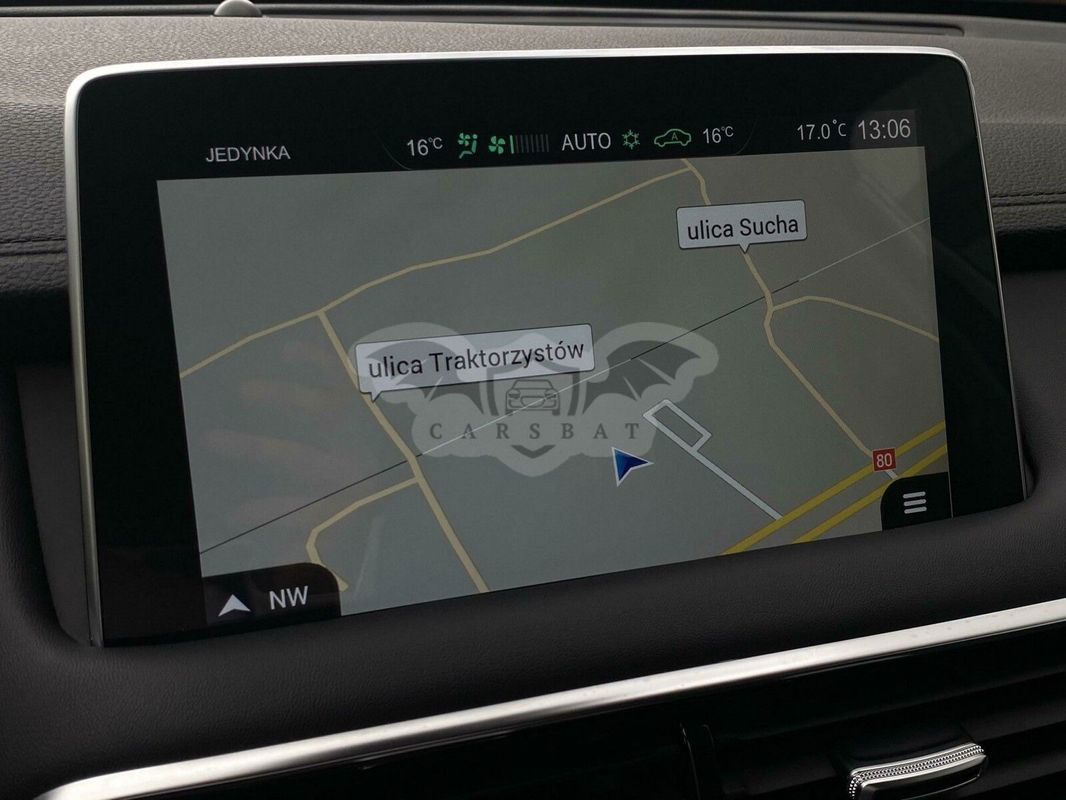 JEDYNKA
16°C AUTO 16°C
17.0°C 13:06
ulica Sucha
ulica Traktorzystów
CARSBAT
80
NW